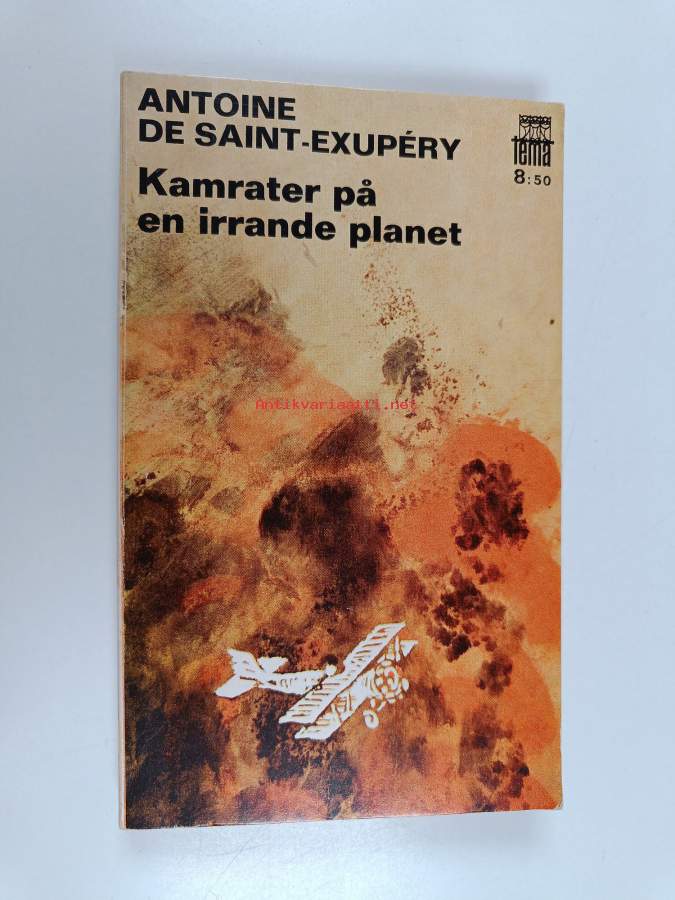 ANTOINE
DE SAINT-EXUPÉRY
tema
8:50
Kamrater på
en irrande planet
Antikvariaatti.net